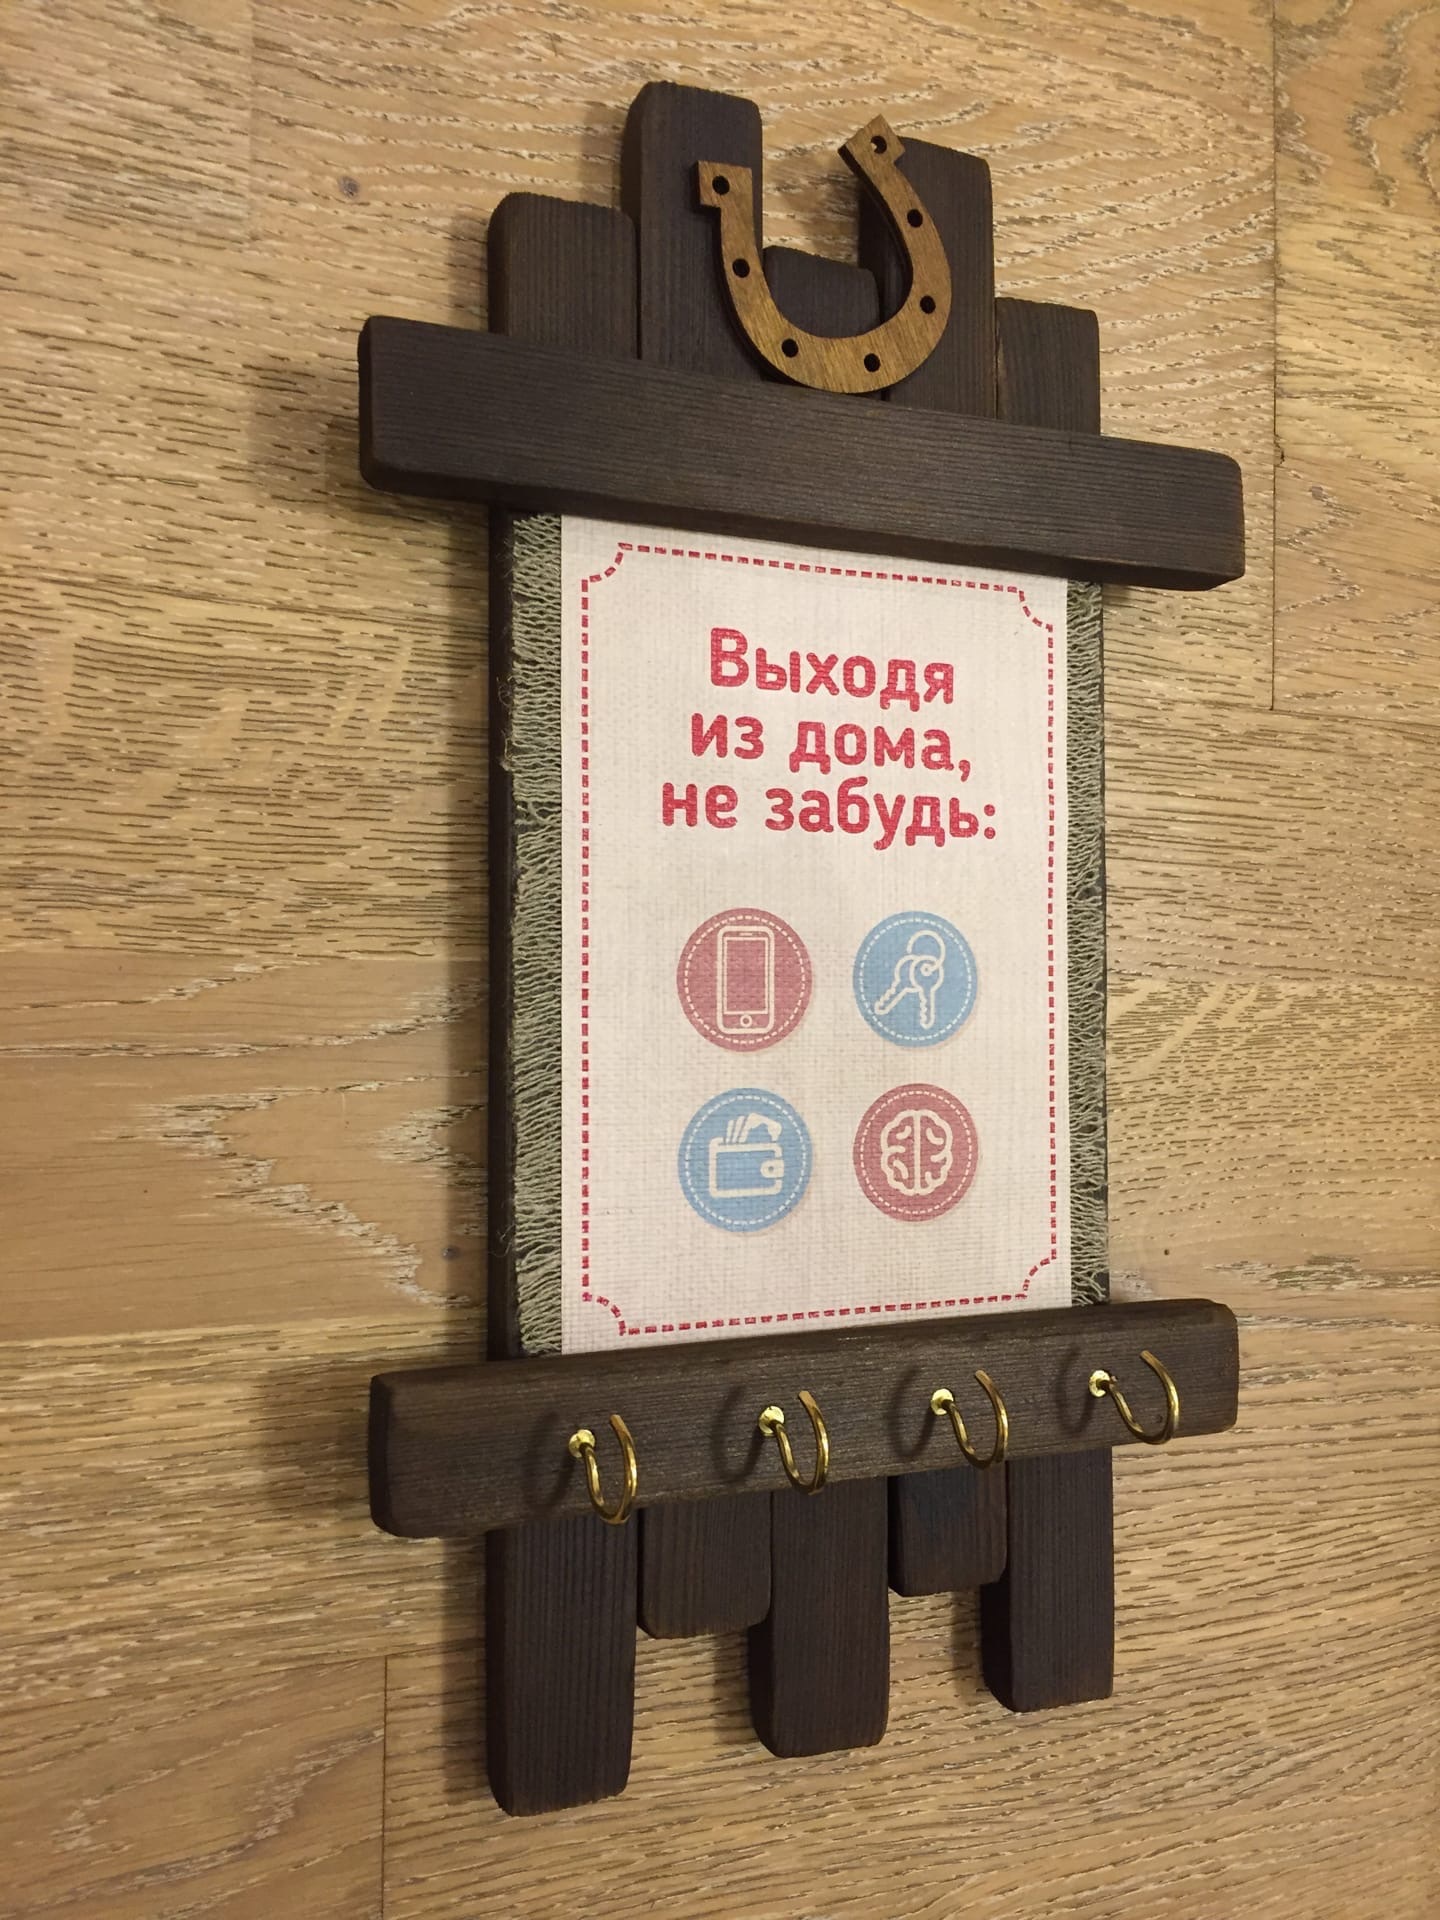 Выходя
из дома,
не забудь: